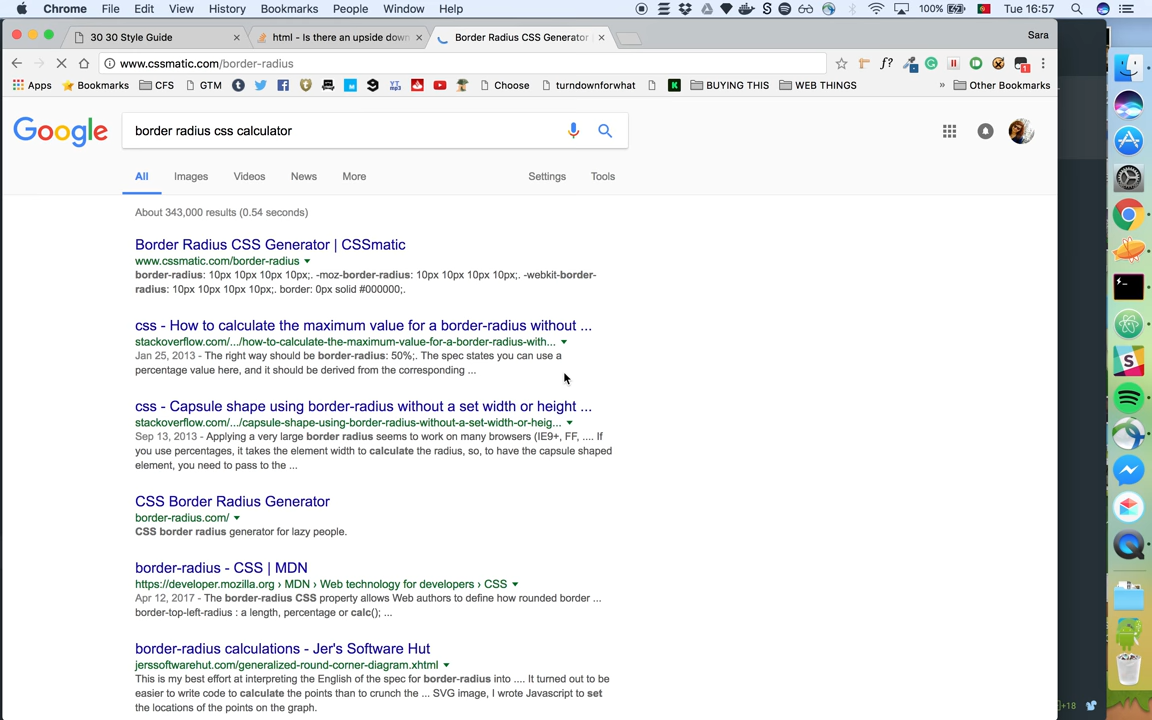 Chrome File Edit View History Bookmarks People Window Help 100% Tue 16:57
30 30 Style Guide
html - Is there an upside down
Border Radius CSS Generator
Sara
www.cssmatic.com/border-radius
Apps Bookmarks CFS GTM Choose turndownforwhat BUYING THIS WEB THINGS » Other Bookmarks
Google
border radius css calculator
All Images Videos News More Settings Tools
About 343,000 results (0.54 seconds)
Border Radius CSS Generator | CSSmatic
www.cssmatic.com/border-radius
border-radius: 10px 10px 10px 10px;. -moz-border-radius: 10px 10px 10px 10px;. -webkit-border-
radius: 10px 10px 10px 10px;. border: 0px solid #000000;.
css - How to calculate the maximum value for a border-radius without ...
stackoverflow.com/.../how-to-calculate-the-maximum-value-for-a-border-radius-with...
Jan 25, 2013 - The right way should be border-radius: 50%;. The spec states you can use a
percentage value here, and it should be derived from the corresponding ...
css - Capsule shape using border-radius without a set width or height ...
stackoverflow.com/.../capsule-shape-using-border-radius-without-a-set-width-or-heig...
Sep 13, 2013 - Applying a very large border radius seems to work on many browsers (IE9+, FF, .... If
you use percentages, it takes the element width to calculate the radius, so, to have the capsule shaped
element, you need to pass to the ...
CSS Border Radius Generator
border-radius.com/
CSS border radius generator for lazy people.
border-radius - CSS | MDN
https://developer.mozilla.org › MDN › Web technology for developers › CSS
Apr 12, 2017 - The border-radius CSS property allows Web authors to define how rounded border ...
border-top-left-radius : a length, percentage or calc(); ...
border-radius calculations - Jer's Software Hut
jerssoftwarehut.com/generalized-round-corner-diagram.xhtml
This is my best effort at interpreting the English of the spec for border-radius into .... It turned out to be
easier to write code to calculate the points than to crunch the ... SVG image, I wrote Javascript to set
the locations of the points on the graph.
+18